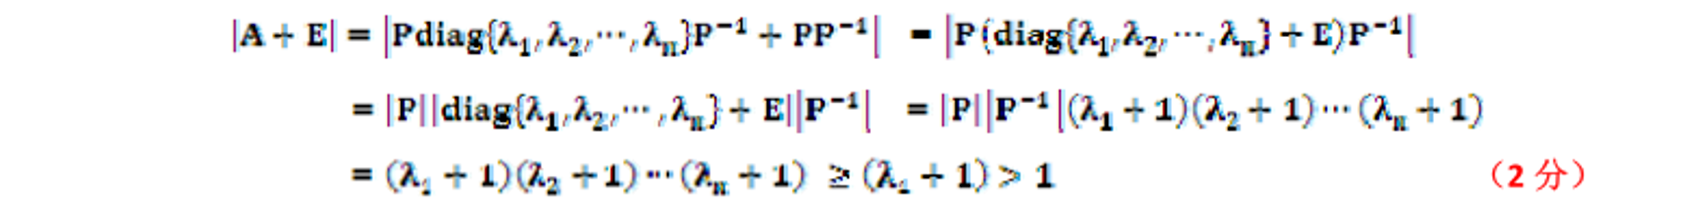 |A + E| = |Pdiag{λ₁,λ₂,⋯,λₙ}P⁻¹ + PP⁻¹| = |P(diag{λ₁,λ₂,⋯,λₙ} + E)P⁻¹|
= |P||diag{λ₁,λ₂,⋯,λₙ} + E||P⁻¹| = |P||P⁻¹|(λ₁ + 1)(λ₂ + 1)⋯(λₙ + 1)
= (λ₁ + 1)(λ₂ + 1)⋯(λₙ + 1) ≥ (λ₁ + 1) > 1 （2 分）